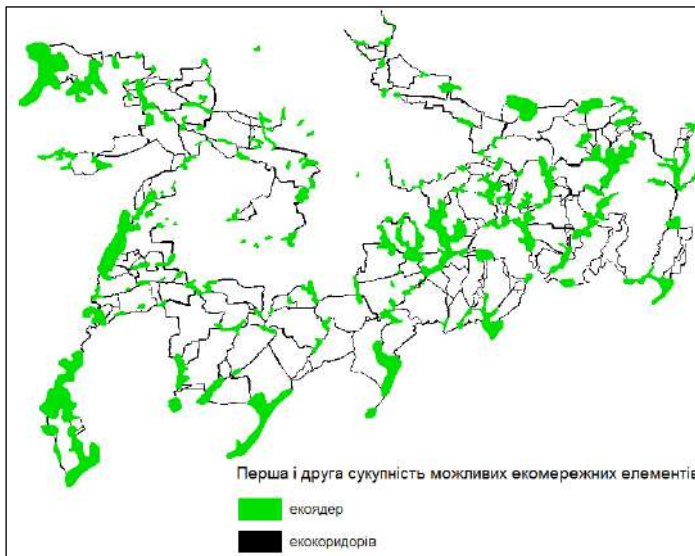 Перша і друга сукупність можливих екомережних елементів
екоядер
екокоридорів